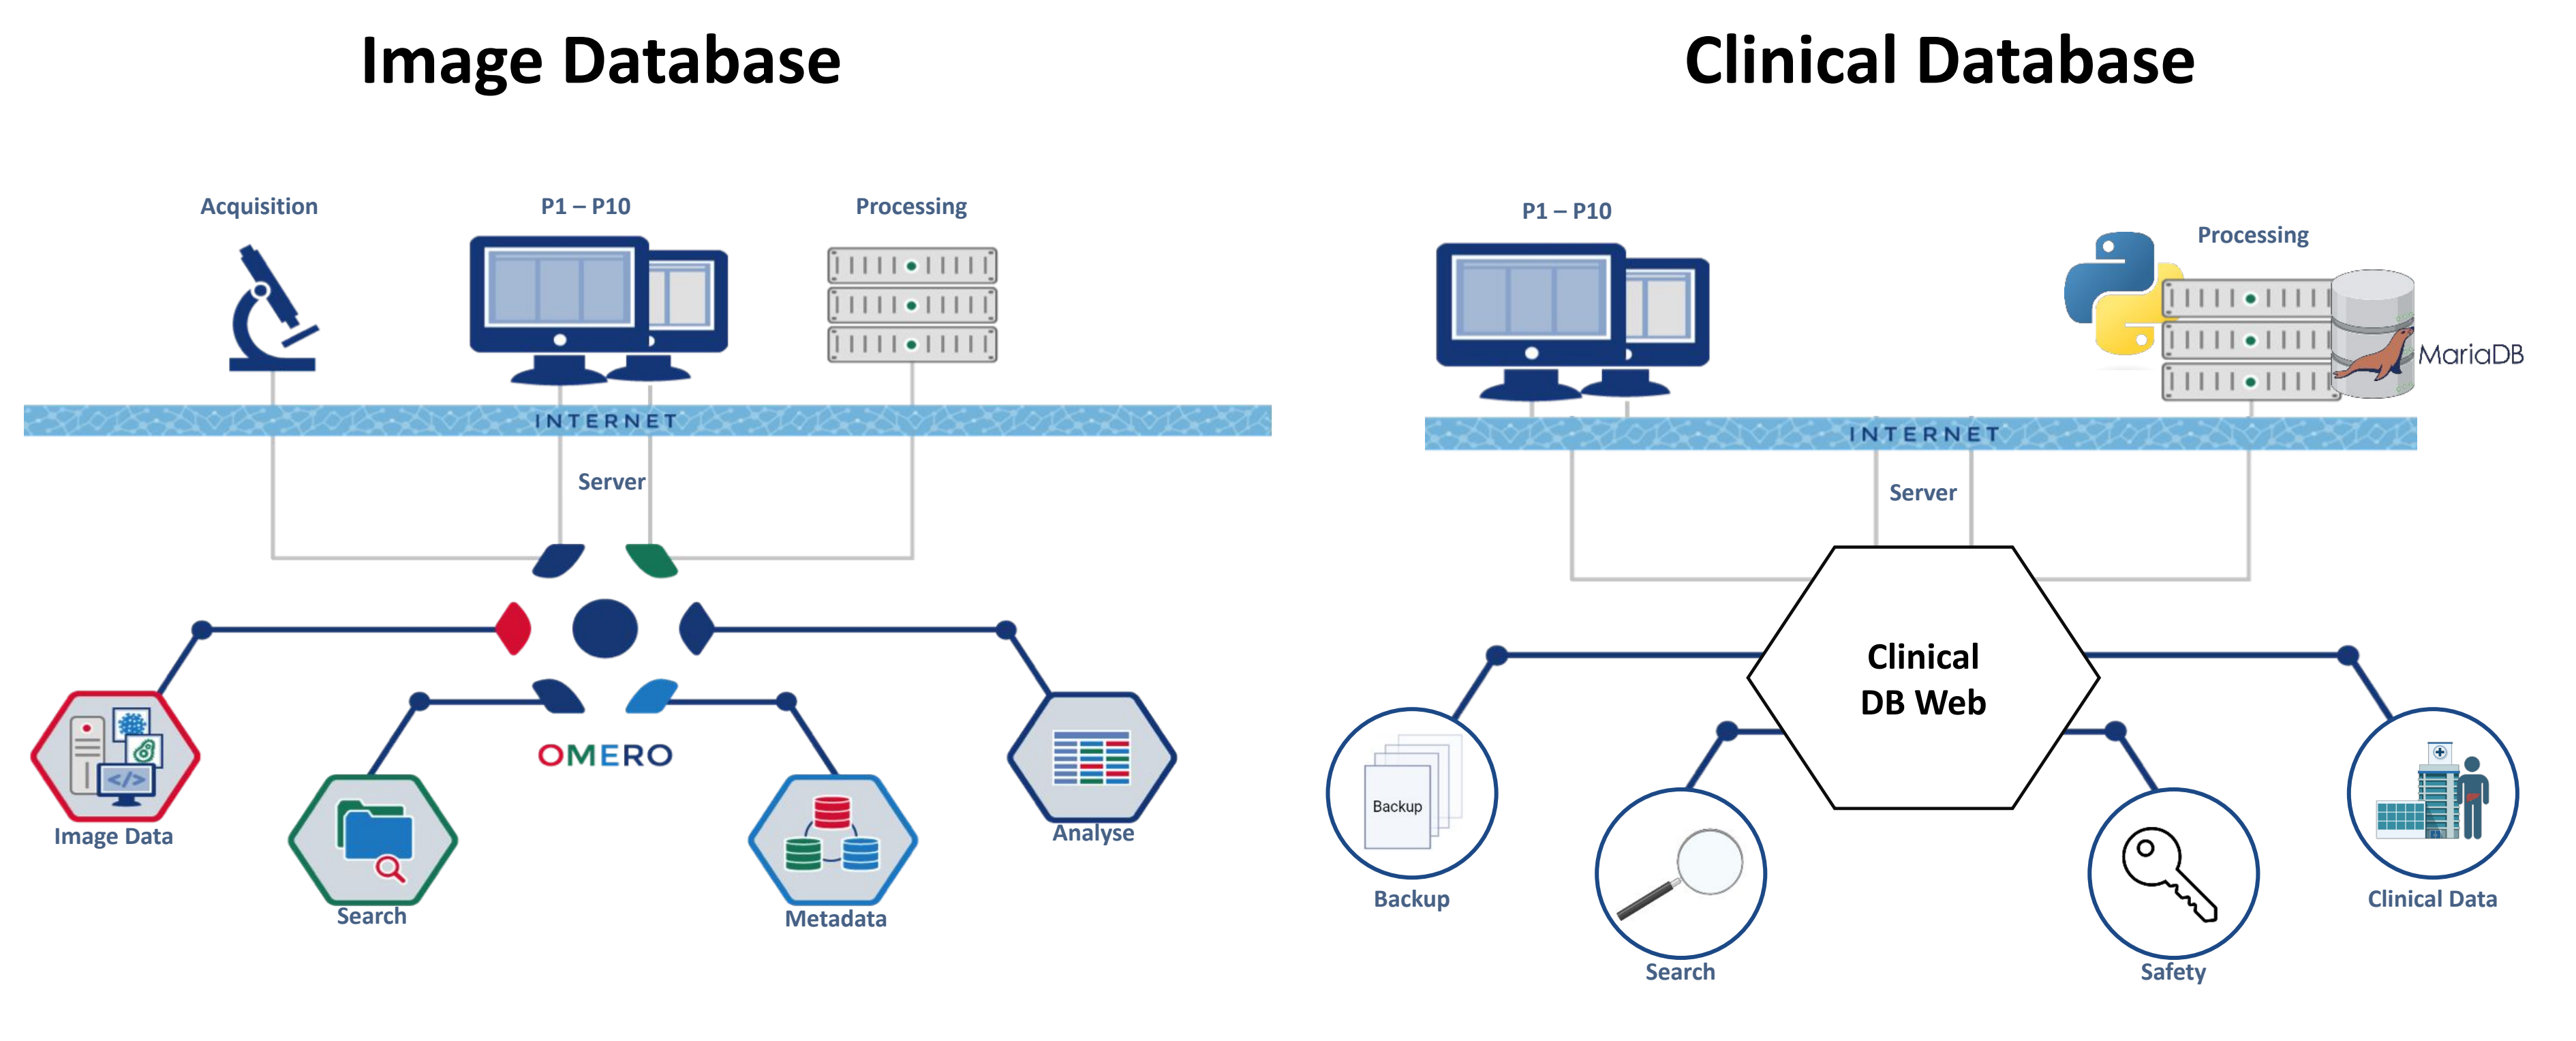 Image Database
Acquisition
P1 – P10
Processing
INTERNET
Server
OMERO
Image Data
Search
Metadata
Analyse
Clinical Database
P1 – P10
Processing
MariaDB
INTERNET
Server
Clinical
DB Web
Backup
Backup
Search
Safety
Clinical Data